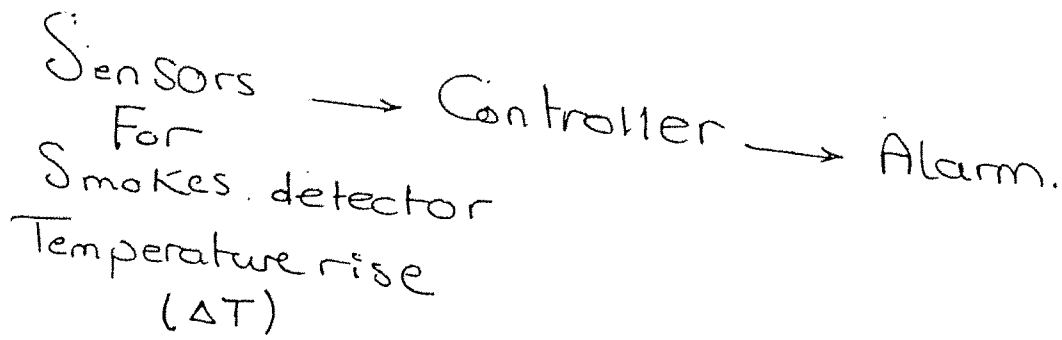 Sensors → Controller → Alarm.
For
Smokes. detector
Temperature rise
(ΔT)